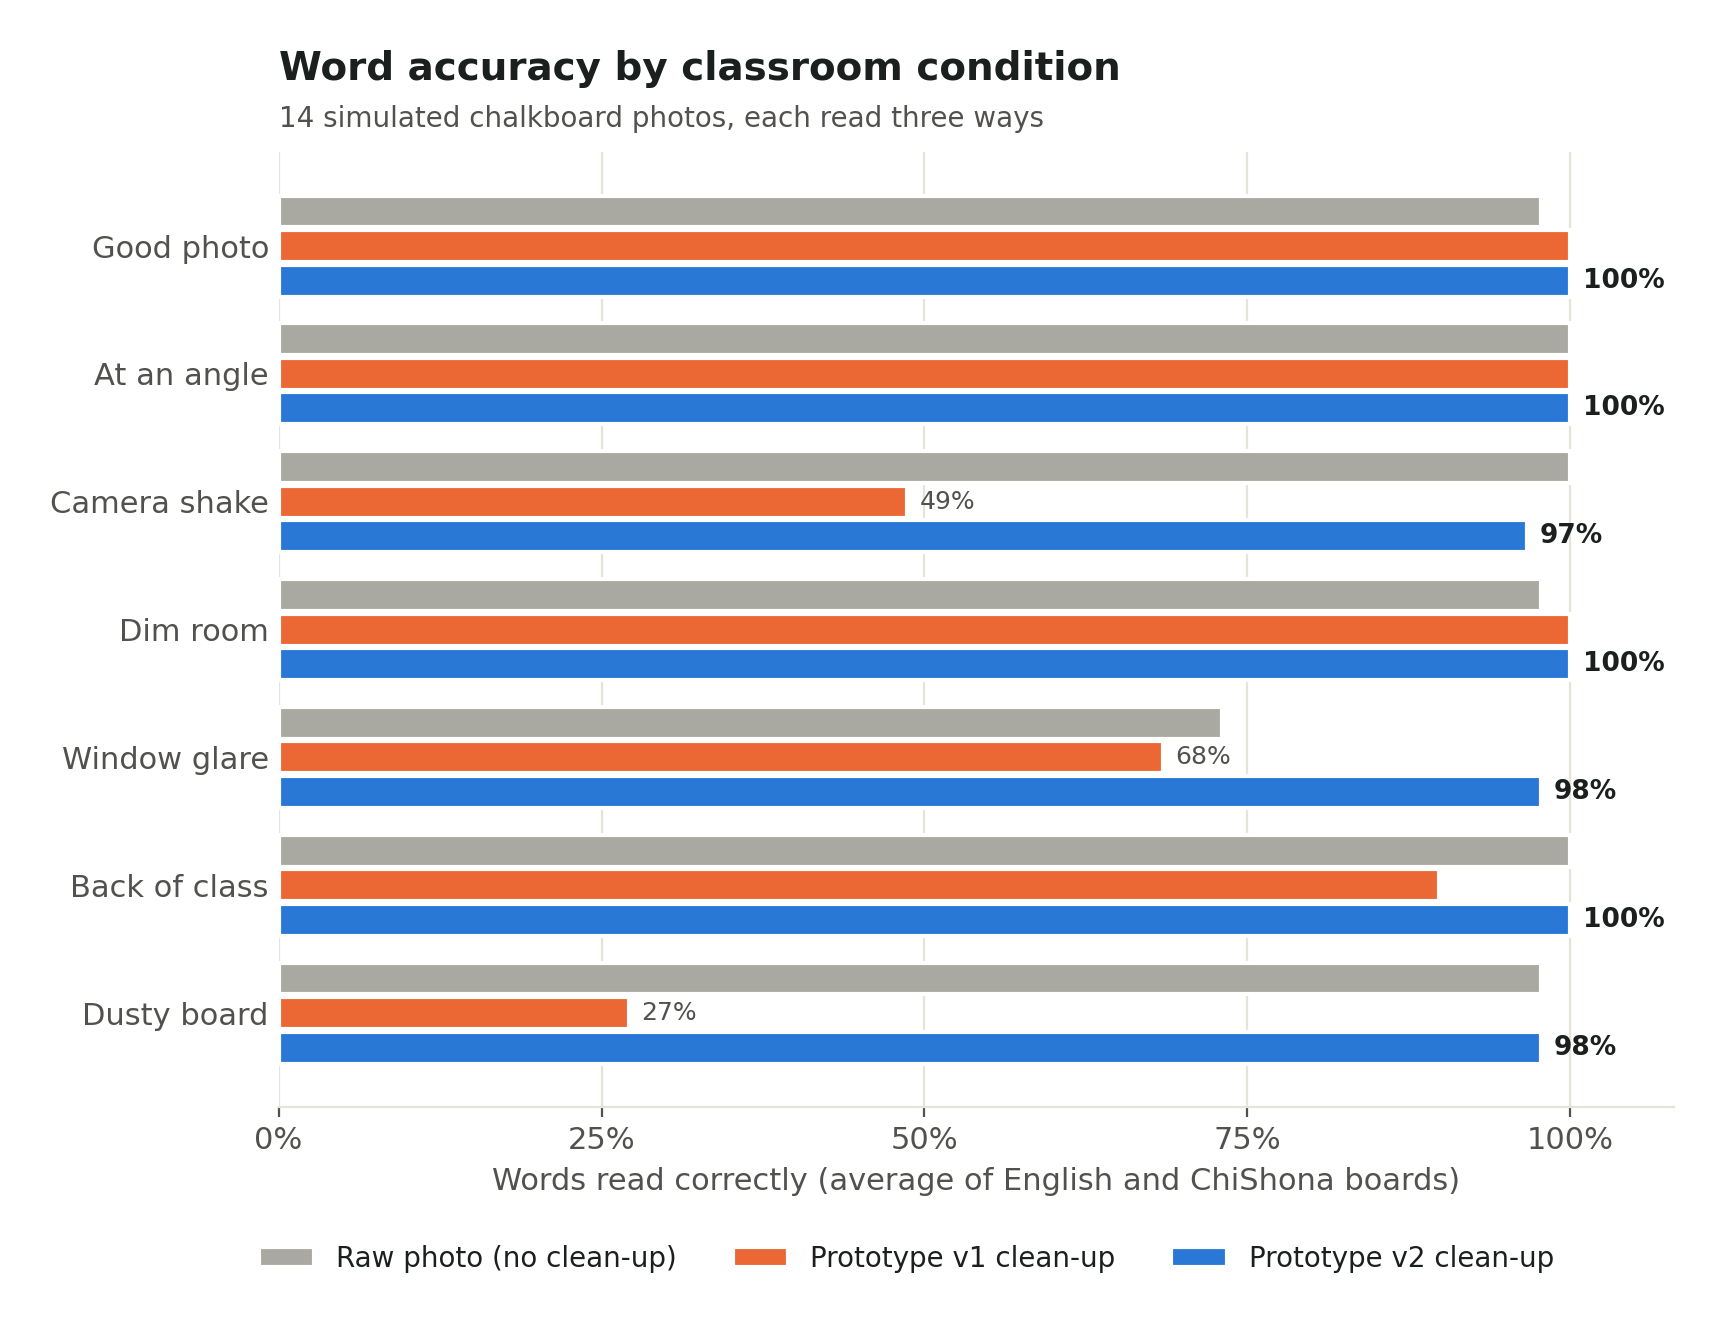 Word accuracy by classroom condition
14 simulated chalkboard photos, each read three ways
Good photo
100%
At an angle
100%
Camera shake
49%
97%
Dim room
100%
Window glare
68%
98%
Back of class
100%
Dusty board
27%
98%
0% 25% 50% 75% 100%
Words read correctly (average of English and ChiShona boards)
Raw photo (no clean-up) Prototype v1 clean-up Prototype v2 clean-up